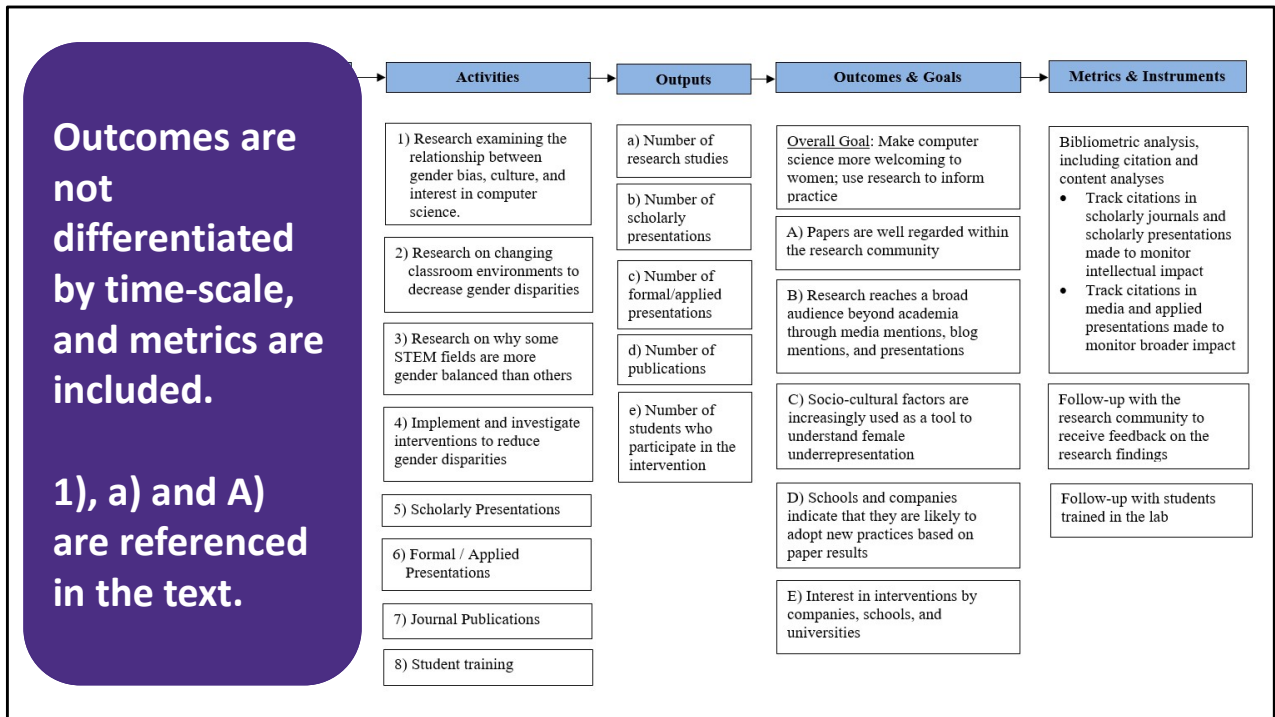 Outcomes are
not
differentiated
by time-scale,
and metrics are
included.
1), a) and A)
are referenced
in the text.
Activities
1) Research examining the
relationship between
gender bias, culture, and
interest in computer
science.
2) Research on changing
classroom environments to
decrease gender disparities
3) Research on why some
STEM fields are more
gender balanced than others
4) Implement and investigate
interventions to reduce
gender disparities
5) Scholarly Presentations
6) Formal / Applied
Presentations
7) Journal Publications
8) Student training
Outputs
a) Number of
research studies
b) Number of
scholarly
presentations
c) Number of
formal/applied
presentations
d) Number of
publications
e) Number of
students who
participate in the
intervention
Outcomes & Goals
Overall Goal: Make computer
science more welcoming to
women; use research to inform
practice
A) Papers are well regarded within
the research community
B) Research reaches a broad
audience beyond academia
through media mentions, blog
mentions, and presentations
C) Socio-cultural factors are
increasingly used as a tool to
understand female
underrepresentation
D) Schools and companies
indicate that they are likely to
adopt new practices based on
paper results
E) Interest in interventions by
companies, schools, and
universities
Metrics & Instruments
Bibliometric analysis,
including citation and
content analyses
• Track citations in
scholarly journals and
scholarly presentations
made to monitor
intellectual impact
• Track citations in
media and applied
presentations made to
monitor broader impact
Follow-up with the
research community to
receive feedback on the
research findings
Follow-up with students
trained in the lab